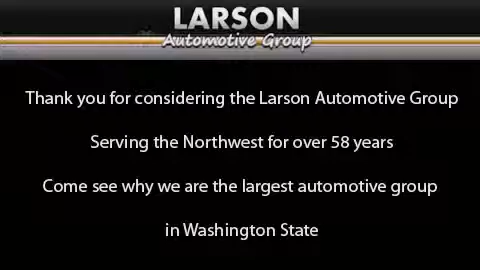 LARSON
Automotive Group
Thank you for considering the Larson Automotive Group
Serving the Northwest for over 58 years
Come see why we are the largest automotive group
in Washington State